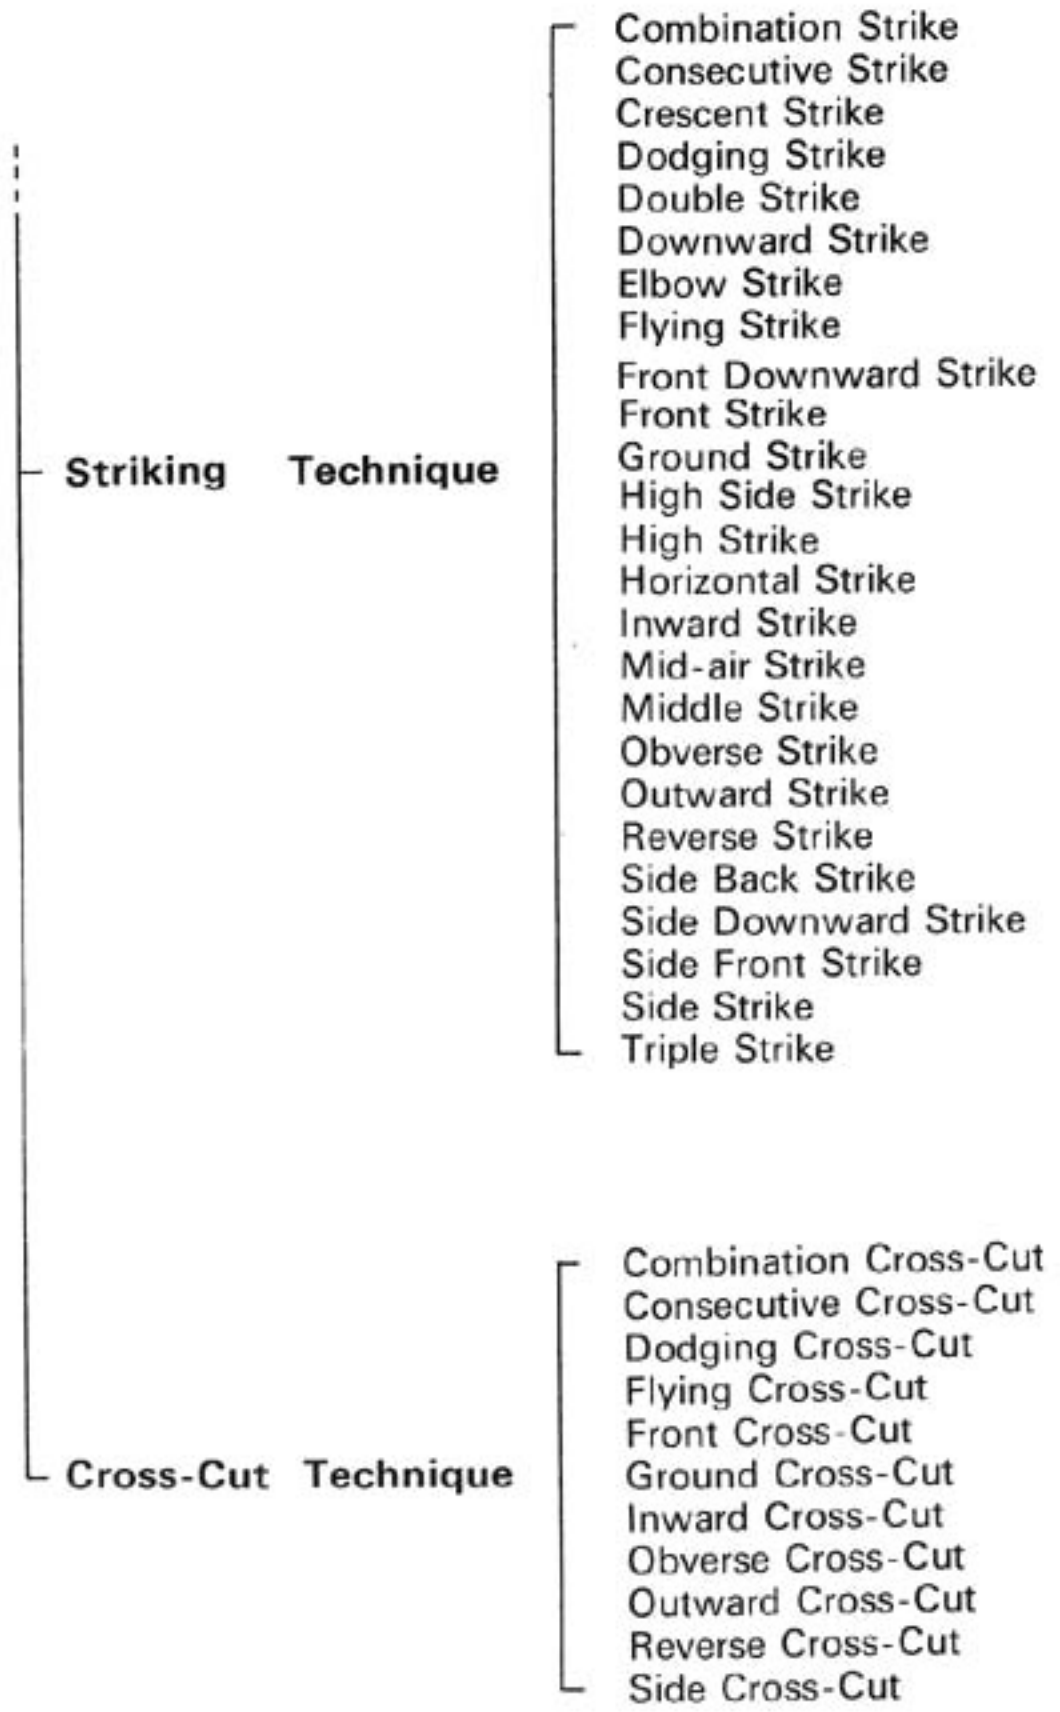 Combination Strike
Consecutive Strike
Crescent Strike
Dodging Strike
Double Strike
Downward Strike
Elbow Strike
Flying Strike
Front Downward Strike
Front Strike
Ground Strike
Striking Technique
High Side Strike
High Strike
Horizontal Strike
Inward Strike
Mid-air Strike
Middle Strike
Obverse Strike
Outward Strike
Reverse Strike
Side Back Strike
Side Downward Strike
Side Front Strike
Side Strike
Triple Strike
Combination Cross-Cut
Consecutive Cross-Cut
Dodging Cross-Cut
Flying Cross-Cut
Front Cross-Cut
Cross-Cut Technique
Ground Cross-Cut
Inward Cross-Cut
Obverse Cross-Cut
Outward Cross-Cut
Reverse Cross-Cut
Side Cross-Cut